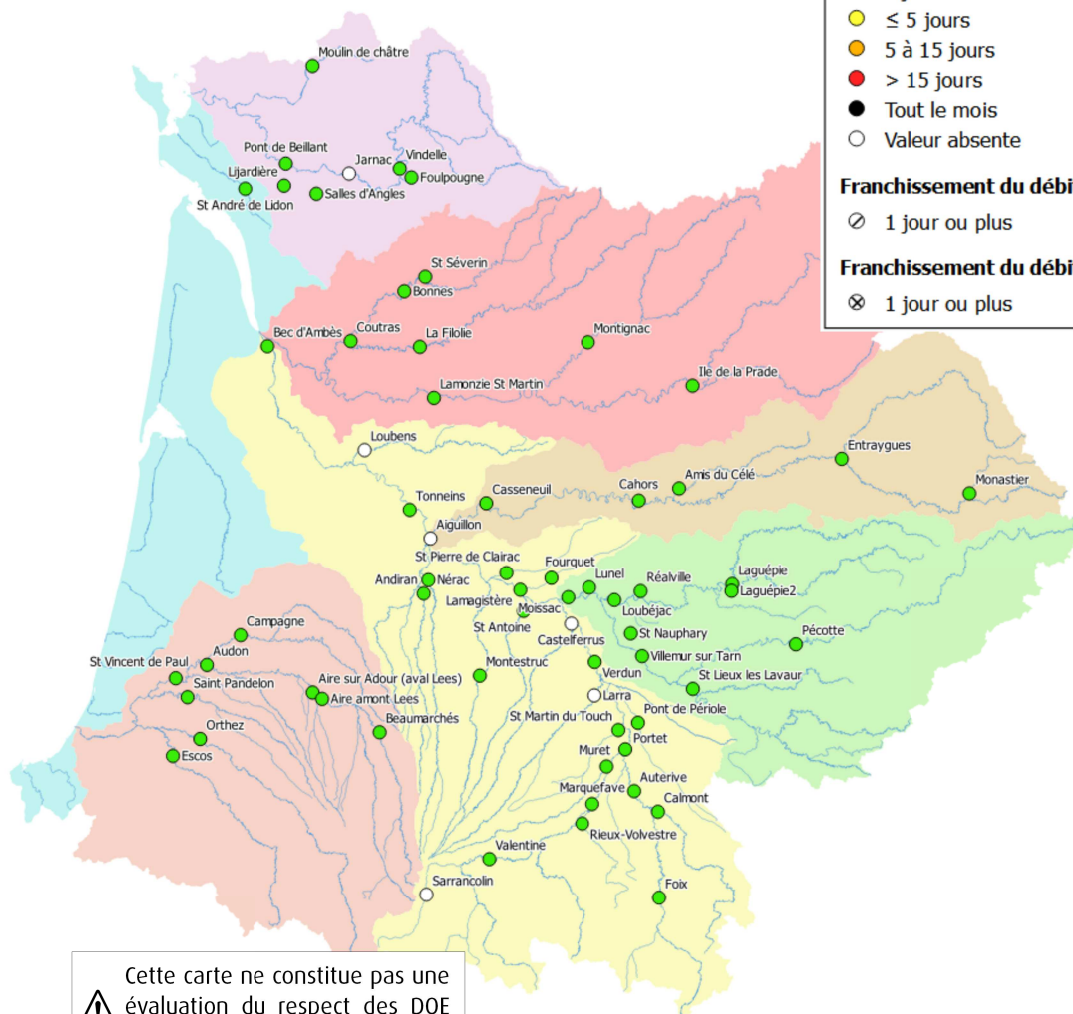 ≤ 5 jours
5 à 15 jours
> 15 jours
Tout le mois
Valeur absente
Franchissement du débi
1 jour ou plus
Franchissement du débi
1 jour ou plus
Moulin de châtre
Pont de Beillant
Jarnac
Vindelle
Lijardière
Foulpougne
Salles d'Angles
St André de Lidon
St Séverin
Bonnes
Bec d'Ambès
Coutras
La Filolie
Montignac
Ile de la Prade
Lamonzie St Martin
Loubens
Entraygues
Amis du Célé
Monastier
Casseneuil
Cahors
Tonneins
Aiguillon
St Pierre de Clairac
Fourquet
Lunel
Réalville
Laguépie
Laguépie2
Andiran
Nérac
Lamagistère
Moissac
Loubéjac
St Antoine
Castelferrus
St Nauphary
Pécotte
Campagne
Villemur sur Tarn
Audon
St Vincent de Paul
Montestruc
Verdun
Saint Pandelon
Aire sur Adour (aval Lees)
Aire amont Lees
St Lieux les Lavaur
Larra
Beaumarchés
St Martin du Touch
Pont de Périole
Orthez
Portet
Escos
Muret
Auterive
Marquefave
Calmont
Rieux-Volvestre
Valentine
Sarrancolin
Foix
Cette carte ne constitue pas une
évaluation du respect des DOE